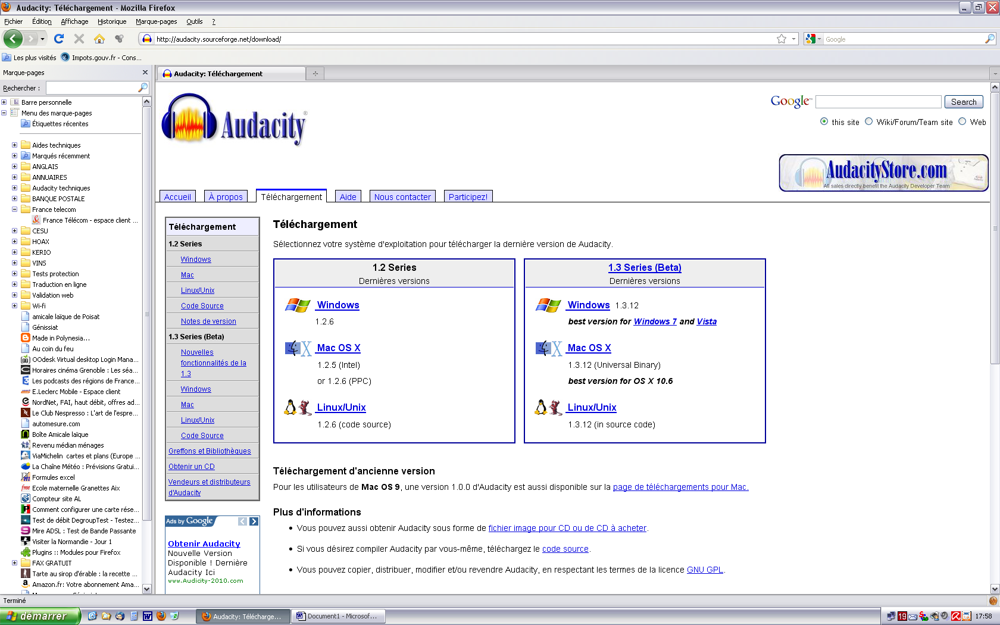 Audacity: Téléchargement - Mozilla Firefox
Fichier Édition Affichage Historique Marque-pages Outils ?
http://audacity.sourceforge.net/download/
Google
Les plus visités Impots.gouv.fr - Cons...
Marque-pages
Audacity: Téléchargement
Rechercher :
Barre personnelle
Menu des marque-pages
Étiquettes récentes
Aides techniques
Marqués récemment
ANGLAIS
ANNUAIRES
Audacity techniques
BANQUE POSTALE
France telecom
France Télécom - espace client ...
CESU
HOAX
KERIO
VINS
Tests protection
Traduction en ligne
Validation web
Wi-fi
amicale laïque de Poisat
Génissiat
Made in Polynesia...
Au coin du feu
OOdesk Virtual desktop Login Mana...
Horaires cinéma Grenoble : Les séa...
Les podcasts des régions de France...
E.Leclerc Mobile - Espace client
NordNet, FAI, haut débit, offres ad...
Le Club Nespresso : L'art de l'espre...
automesure.com
Boîte Amicale laïque
Revenu médian ménages
ViaMichelin cartes et plans (Europe ...
La Chaîne Météo : Prévisions Gratui...
Formules excel
Ecole maternelle Granettes Aix
Compteur site AL
Comment configurer une carte rése...
Test de débit DegroupTest - Testez...
Mire ADSL : Test de Bande Passante
Visiter la Normandie - Jour 1
Plugins :: Modules pour Firefox
FAX GRATUIT
Tarte au sirop d'érable : la recette ...
Amazon.fr: Votre abonnement Ama...
Audacity®
Google™ Search
this site Wiki/Forum/Team site Web
AudacityStore.com
All sales directly benefit the Audacity Developer Team
Accueil À propos Téléchargement Aide Nous contacter Participez!
Téléchargement
1.2 Series
Windows
Mac
Linux/Unix
Code Source
Notes de version
1.3 Series (Beta)
Nouvelles
fonctionnalités de la
1.3
Windows
Mac
Linux/Unix
Code Source
Greffons et Bibliothèques
Obtenir un CD
Vendeurs et distributeurs
d'Audacity
Ads by Google
Obtenir Audacity
Nouvelle Version
Disponible ! Dernière
Audacity Ici
www.Audicity-2010.com
Téléchargement
Sélectionnez votre système d'exploitation pour télécharger la dernière version de Audacity.
1.2 Series
Dernières versions
Windows
1.2.6
Mac OS X
1.2.5 (Intel)
or 1.2.6 (PPC)
Linux/Unix
1.2.6 (code source)
1.3 Series (Beta)
Dernières versions
Windows 1.3.12
best version for Windows 7 and Vista
Mac OS X
1.3.12 (Universal Binary)
best version for OS X 10.6
Linux/Unix
1.3.12 (in source code)
Téléchargement d'ancienne version
Pour les utilisateurs de Mac OS 9, une version 1.0.0 d'Audacity est aussi disponible sur la page de téléchargements pour Mac.
Plus d'informations
• Vous pouvez aussi obtenir Audacity sous forme de fichier image pour CD ou de CD à acheter.
• Si vous désirez compiler Audacity par vous-même, téléchargez le code source.
• Vous pouvez copier, distribuer, modifier et/ou revendre Audacity, en respectant les termes de la licence GNU GPL.
Terminé
démarrer Audacity: Télécharge... Document1 - Microsof... 19 17:58